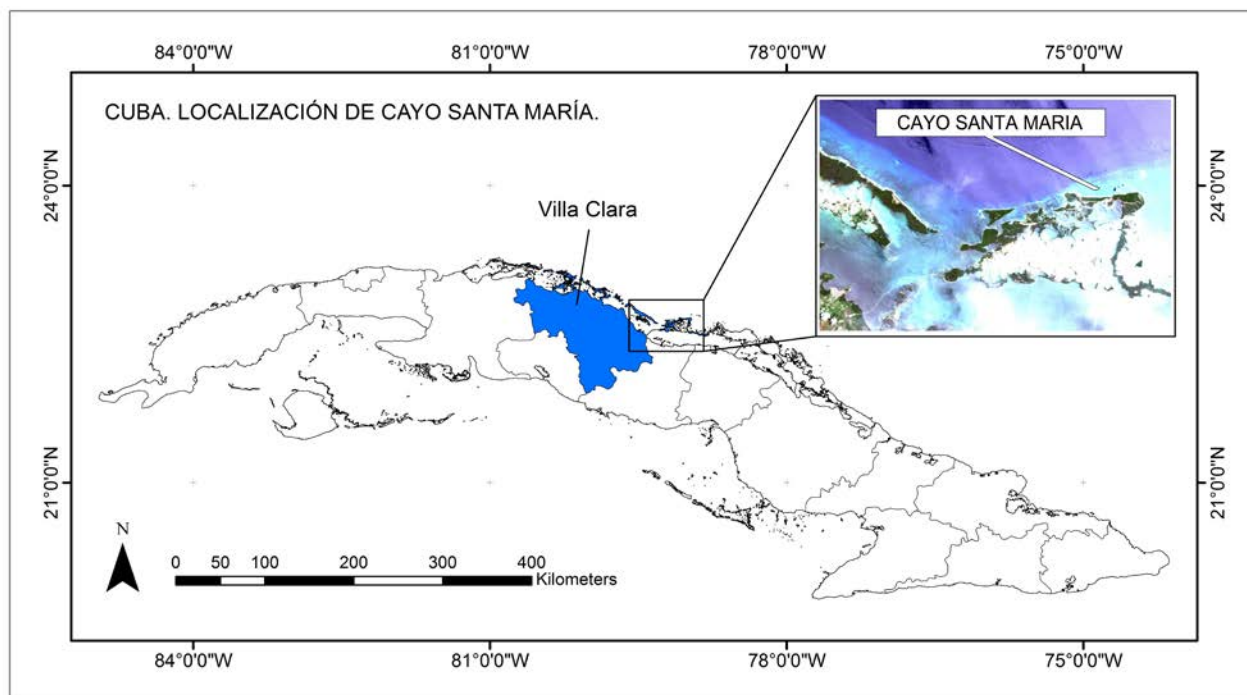 84°0'0"W 81°0'0"W 78°0'0"W 75°0'0"W
CUBA. LOCALIZACIÓN DE CAYO SANTA MARÍA.
CAYO SANTA MARIA
24°0'0"N 24°0'0"N
Villa Clara
21°0'0"N 21°0'0"N
N
0 50 100 200 300 400
Kilometers
84°0'0"W 81°0'0"W 78°0'0"W 75°0'0"W